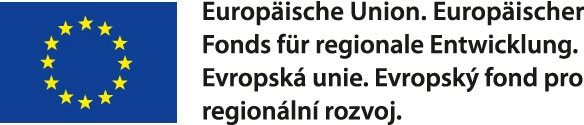 Europäische Union. Europäischer
Fonds für regionale Entwicklung.
Evropská unie. Evropský fond pro
regionální rozvoj.